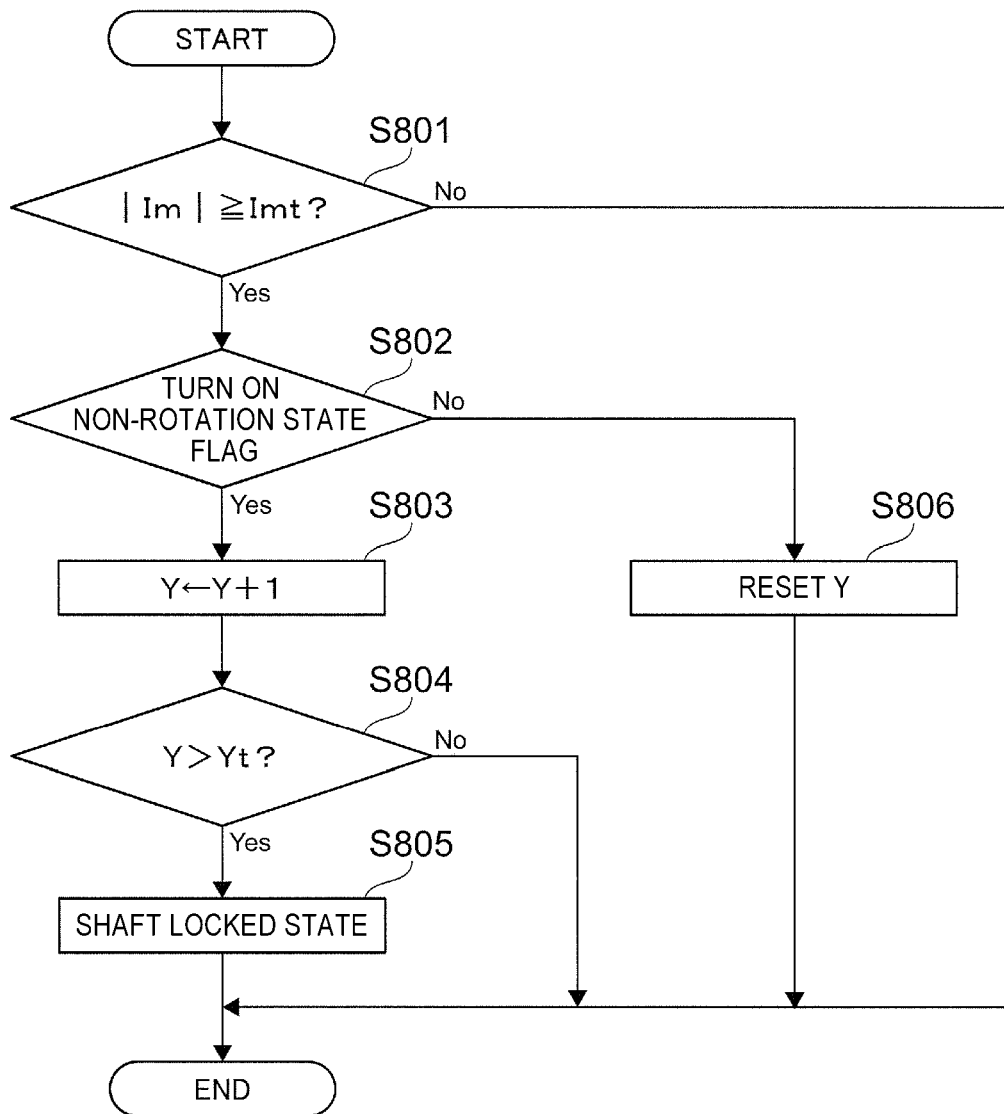 START
S801
| Im | ≧Imt?
No
Yes
S802
TURN ON
NON-ROTATION STATE
FLAG
No
Yes
S803
Y←Y+1
S806
RESET Y
S804
Y>Yt?
No
Yes
S805
SHAFT LOCKED STATE
END